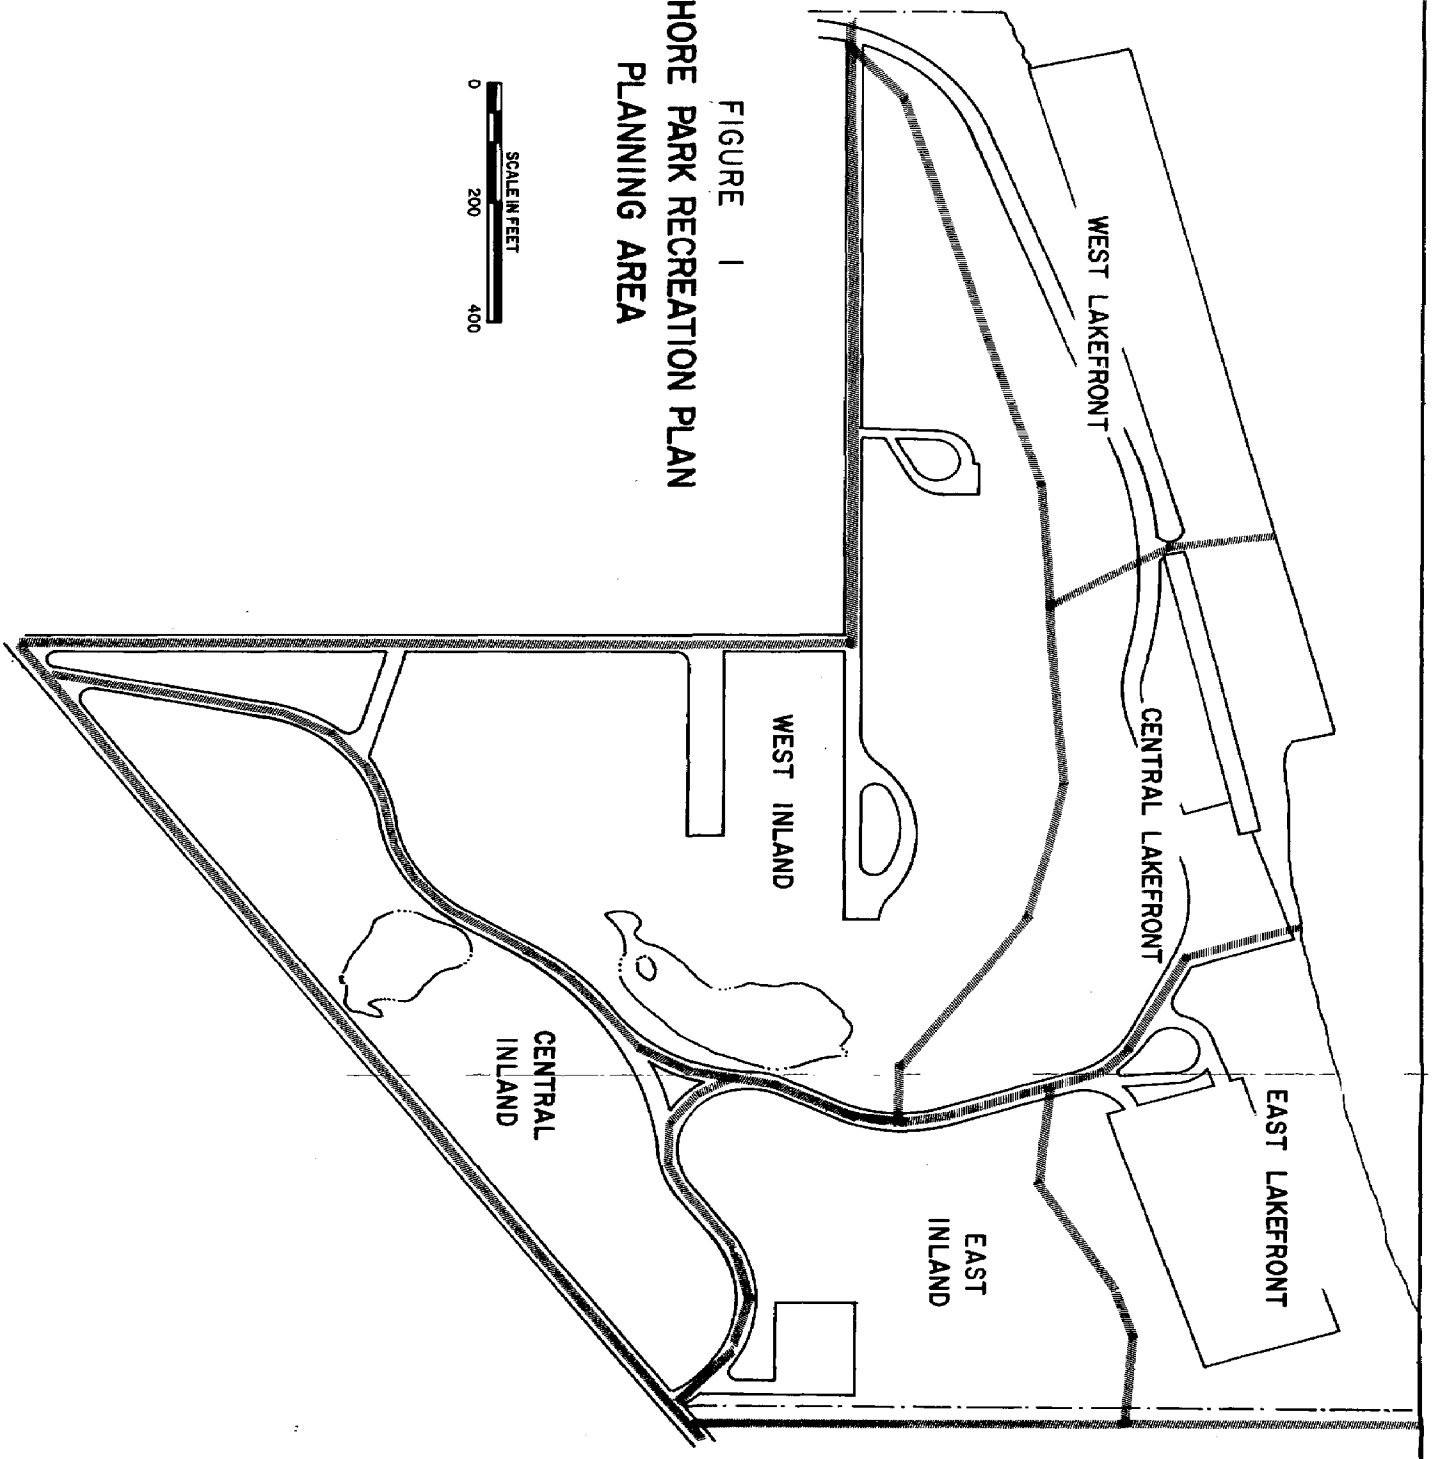 FIGURE 1
HORE PARK RECREATION PLAN
PLANNING AREA
SCALE IN FEET
0 200 400
WEST LAKEFRONT
CENTRAL LAKEFRONT
EAST LAKEFRONT
WEST INLAND
CENTRAL
INLAND
EAST
INLAND